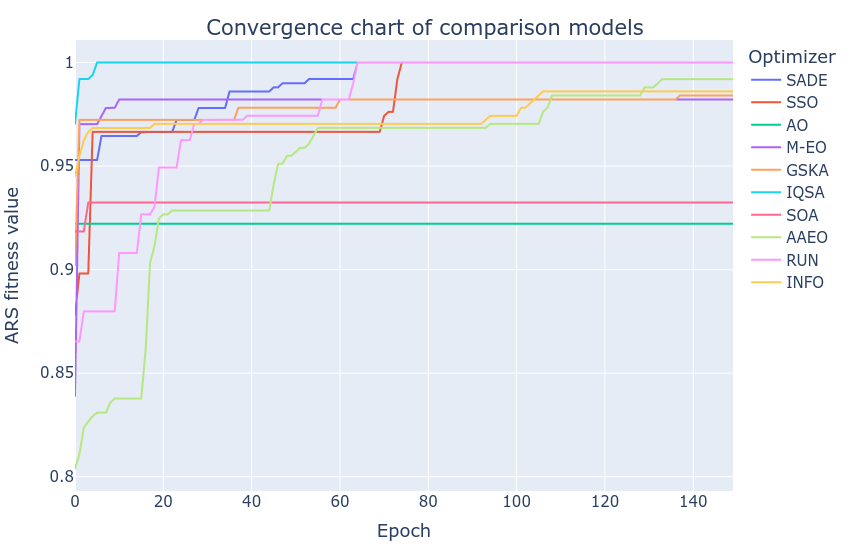 Convergence chart of comparison models
ARS fitness value
1
0.95
0.9
0.85
0.8
0 20 40 60 80 100 120 140
Epoch
Optimizer
SADE
SSO
AO
M-EO
GSKA
IQSA
SOA
AAEO
RUN
INFO